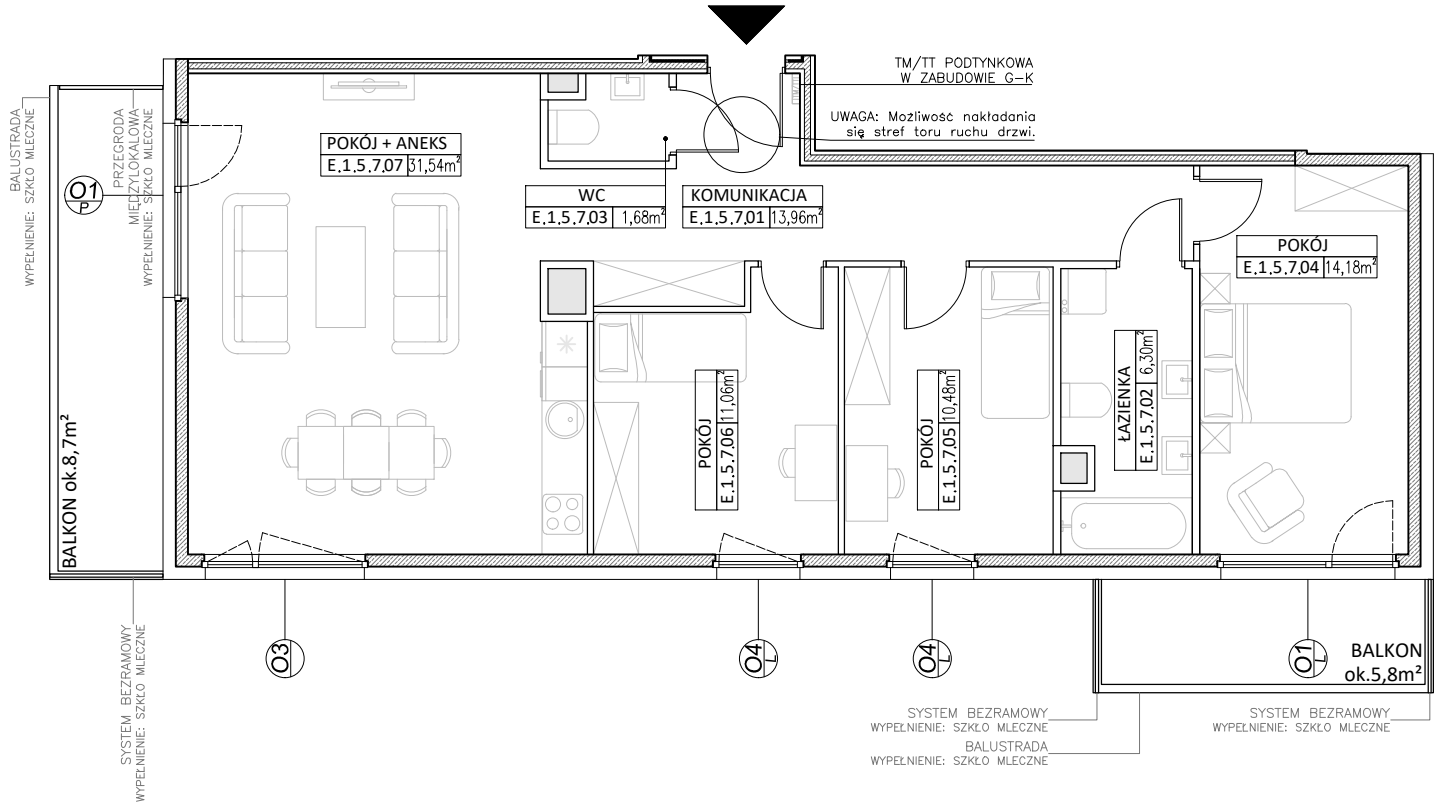 TM/TT PODTYNKOWA
W ZABUDOWIE G-K
UWAGA: Możliwość nakładania
się stref toru ruchu drzwi.
BALUSTRADA
WYPEŁNIENIE: SZKŁO MLECZNE
PRZEGRODA
MIĘDZYLOKALOWA
WYPEŁNIENIE: SZKŁO MLECZNE
O1
P
POKÓJ + ANEKS
E.1.5.7.07 31,54m²
WC
E.1.5.7.03 1,68m²
KOMUNIKACJA
E.1.5.7.01 13,96m²
POKÓJ
E.1.5.7.04 14,18m²
POKÓJ
E.1.5.7.06 11,06m²
POKÓJ
E.1.5.7.05 10,48m²
ŁAZIENKA
E.1.5.7.02 6,30m²
BALKON ok.8,7m²
SYSTEM BEZRAMOWY
WYPEŁNIENIE: SZKŁO MLECZNE
O3
O4
L
O4
L
O1
L
BALKON
ok.5,8m²
SYSTEM BEZRAMOWY
WYPEŁNIENIE: SZKŁO MLECZNE
BALUSTRADA
WYPEŁNIENIE: SZKŁO MLECZNE
SYSTEM BEZRAMOWY
WYPEŁNIENIE: SZKŁO MLECZNE